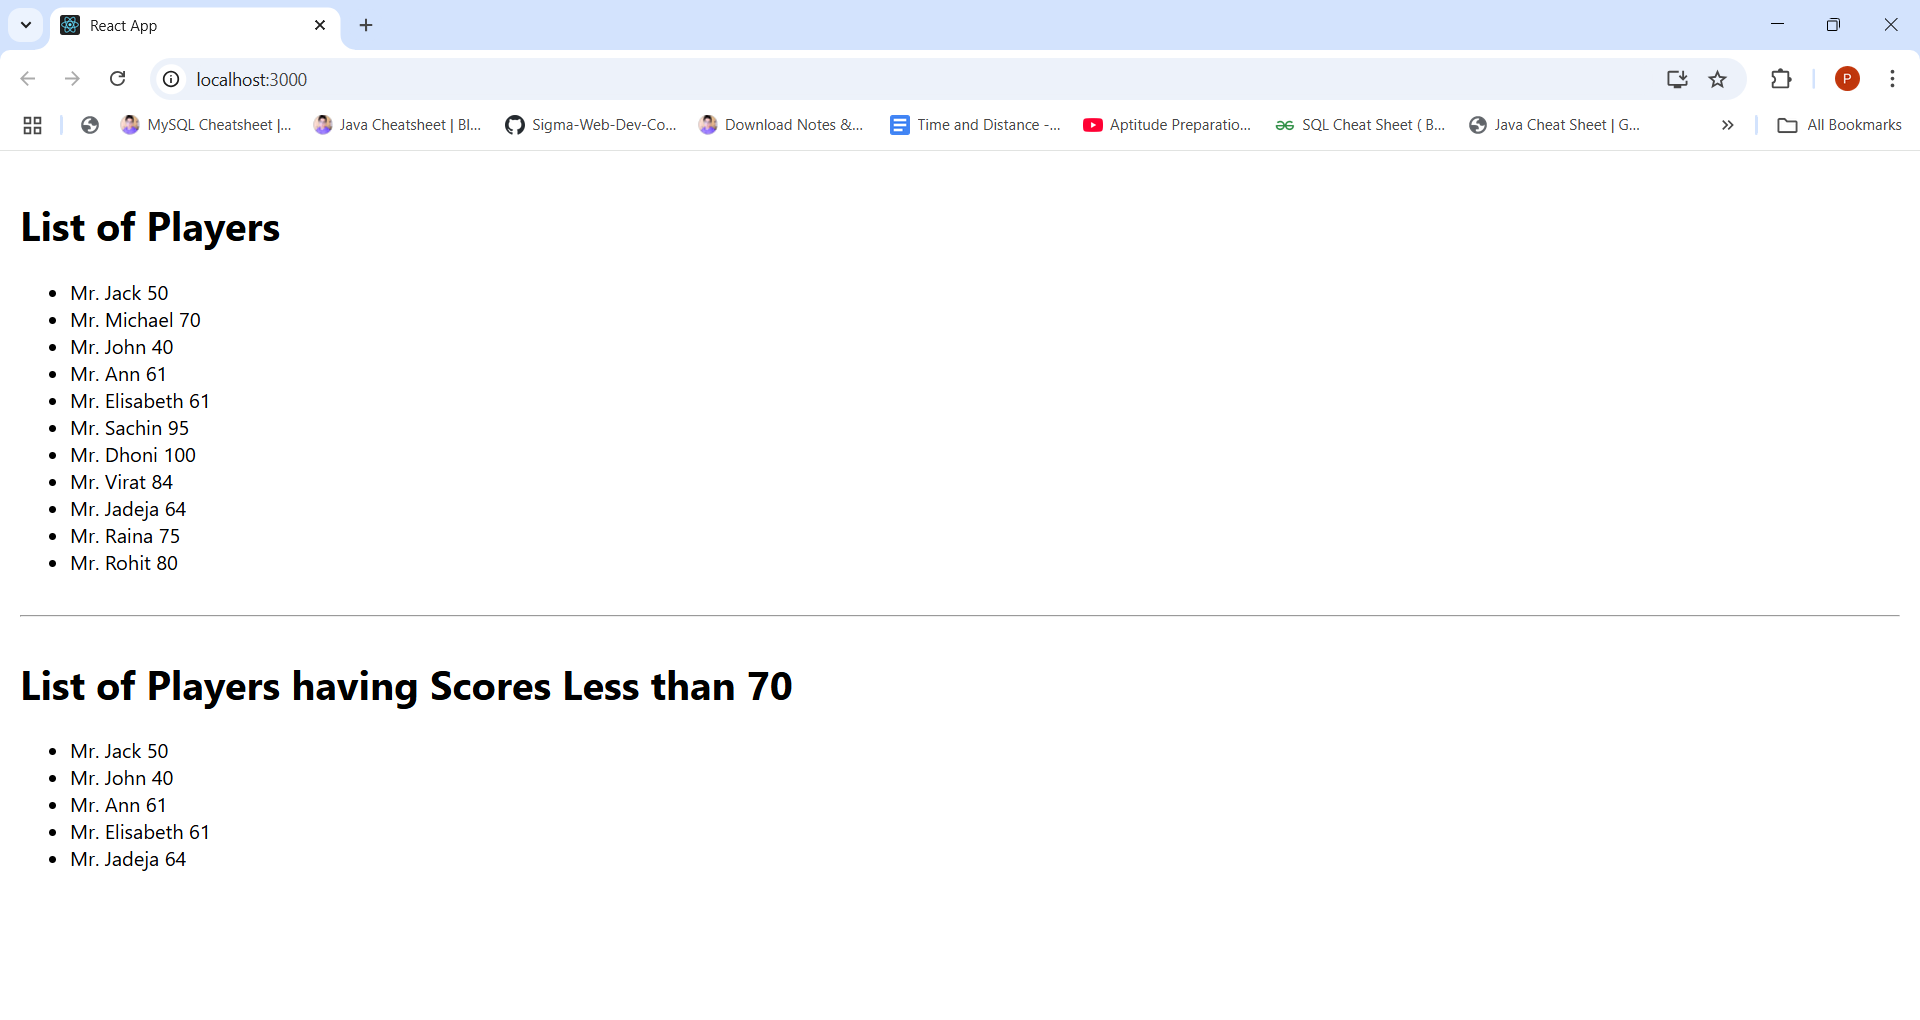 React App
localhost:3000
MySQL Cheatsheet |... Java Cheatsheet | Bl... Sigma-Web-Dev-Co... Download Notes &... Time and Distance -... Aptitude Preparatio... SQL Cheat Sheet ( B... Java Cheat Sheet | G... All Bookmarks
P
List of Players
Mr. Jack 50
Mr. Michael 70
Mr. John 40
Mr. Ann 61
Mr. Elisabeth 61
Mr. Sachin 95
Mr. Dhoni 100
Mr. Virat 84
Mr. Jadeja 64
Mr. Raina 75
Mr. Rohit 80
List of Players having Scores Less than 70
Mr. Jack 50
Mr. John 40
Mr. Ann 61
Mr. Elisabeth 61
Mr. Jadeja 64